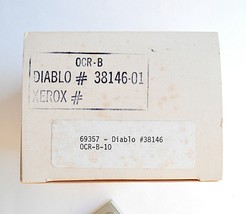 OCR-B
DIABLO # 38146-01
XEROX #
69357 - Diablo #38146
OCR-B-10